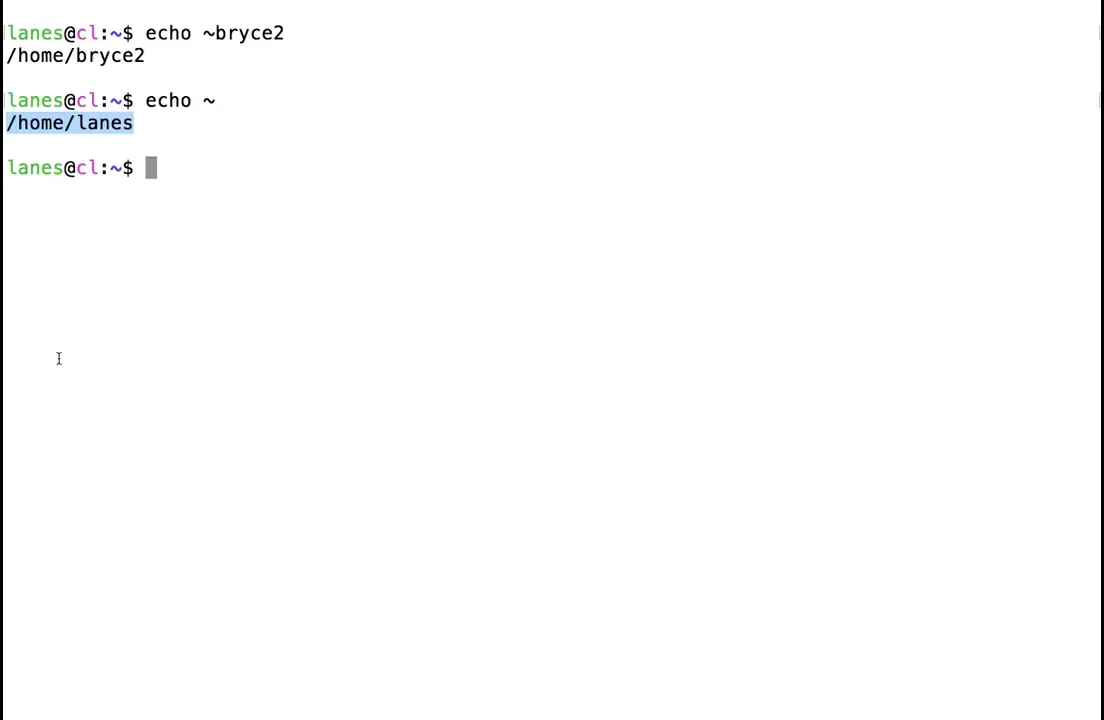 lanes@cl:~$ echo ~bryce2
/home/bryce2
lanes@cl:~$ echo ~
/home/lanes
lanes@cl:~$